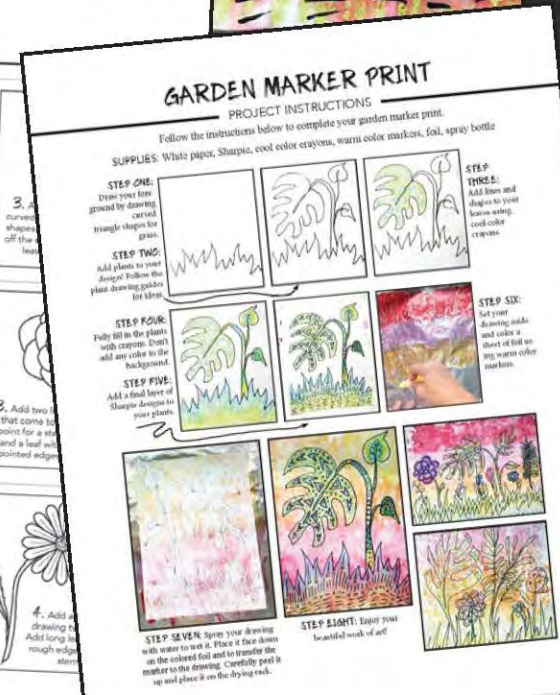 GARDEN MARKER PRINT
PROJECT INSTRUCTIONS
Follow the instructions below to complete your garden market print.
SUPPLIES: White paper, Sharpie, cool color crayons, warm color markers, foil, spray bottle
STEP ONE:
Draw your fore
ground by drawing
curved
triangle shapes for
grass.
STEP TWO:
Add plants to your
design! Follow the
plant drawing guides
for ideas.
STEP
THREE:
Add lines and
shapes to your
leaves using
cool color
crayons.
STEP FOUR:
Fully fill in the plants
with crayons. Don't
add any color to the
background.
STEP FIVE:
Add a final layer of
Sharpie designs to
your plants.
STEP SIX:
Set your
drawing aside
and color a
sheet of foil us
ing warm color
markers.
STEP SEVEN: Spray your drawing
with water to wet it. Place it face down
on the colored foil and to transfer the
marker to the drawing. Carefully peel it
up and place it on the drying rack.
STEP EIGHT: Enjoy your
beautiful work of art!
3. A
curved
shapes
off the
leav
3. Add two l
that come to
point for a ste
and a leaf wit
pointed edge
4. Add a
drawing t
Add long le
rough edge
stem